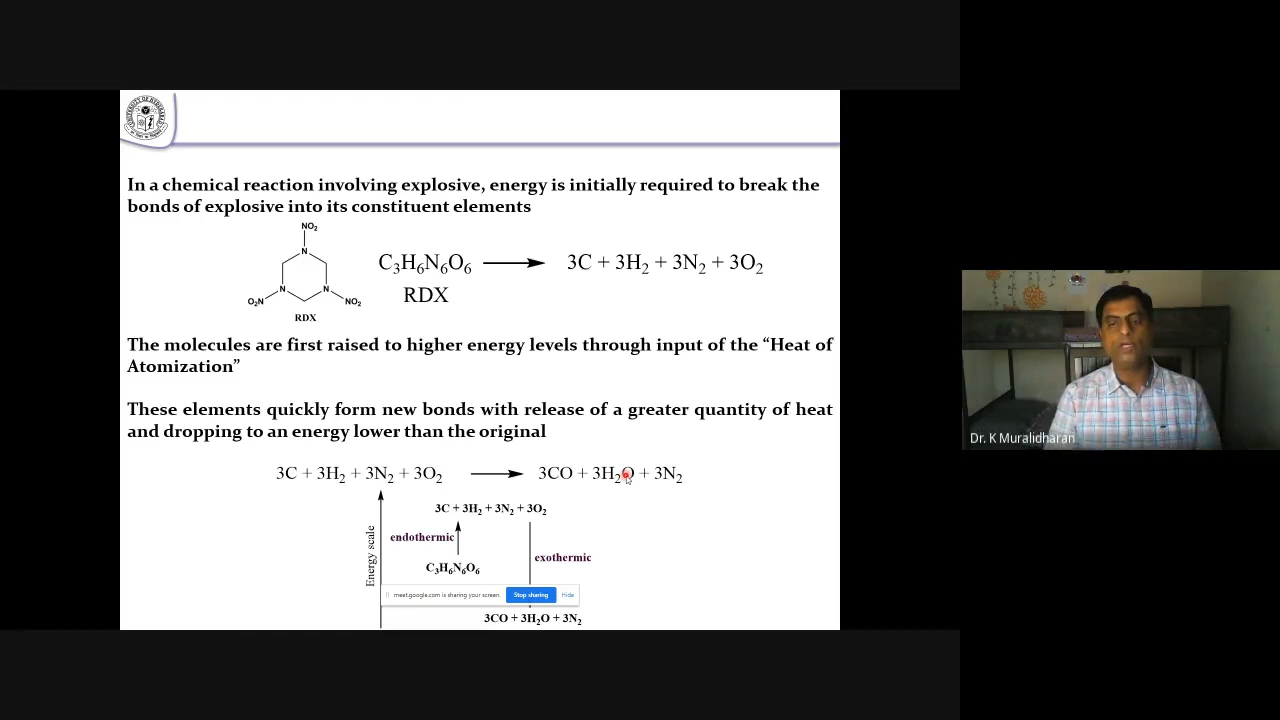 In a chemical reaction involving explosive, energy is initially required to break the
bonds of explosive into its constituent elements
NO₂
N
N
N
O₂N
NO₂
RDX
C₃H₆N₆O₆ ⟶ 3C + 3H₂ + 3N₂ + 3O₂
RDX
The molecules are first raised to higher energy levels through input of the “Heat of
Atomization”
These elements quickly form new bonds with release of a greater quantity of heat
and dropping to an energy lower than the original
3C + 3H₂ + 3N₂ + 3O₂ ⟶ 3CO + 3H₂O + 3N₂
Energy scale
3C + 3H₂ + 3N₂ + 3O₂
endothermic
exothermic
C₃H₆N₆O₆
meet.google.com is sharing your screen.
Stop sharing
Hide
3CO + 3H₂O + 3N₂
Dr. K Muralidharan